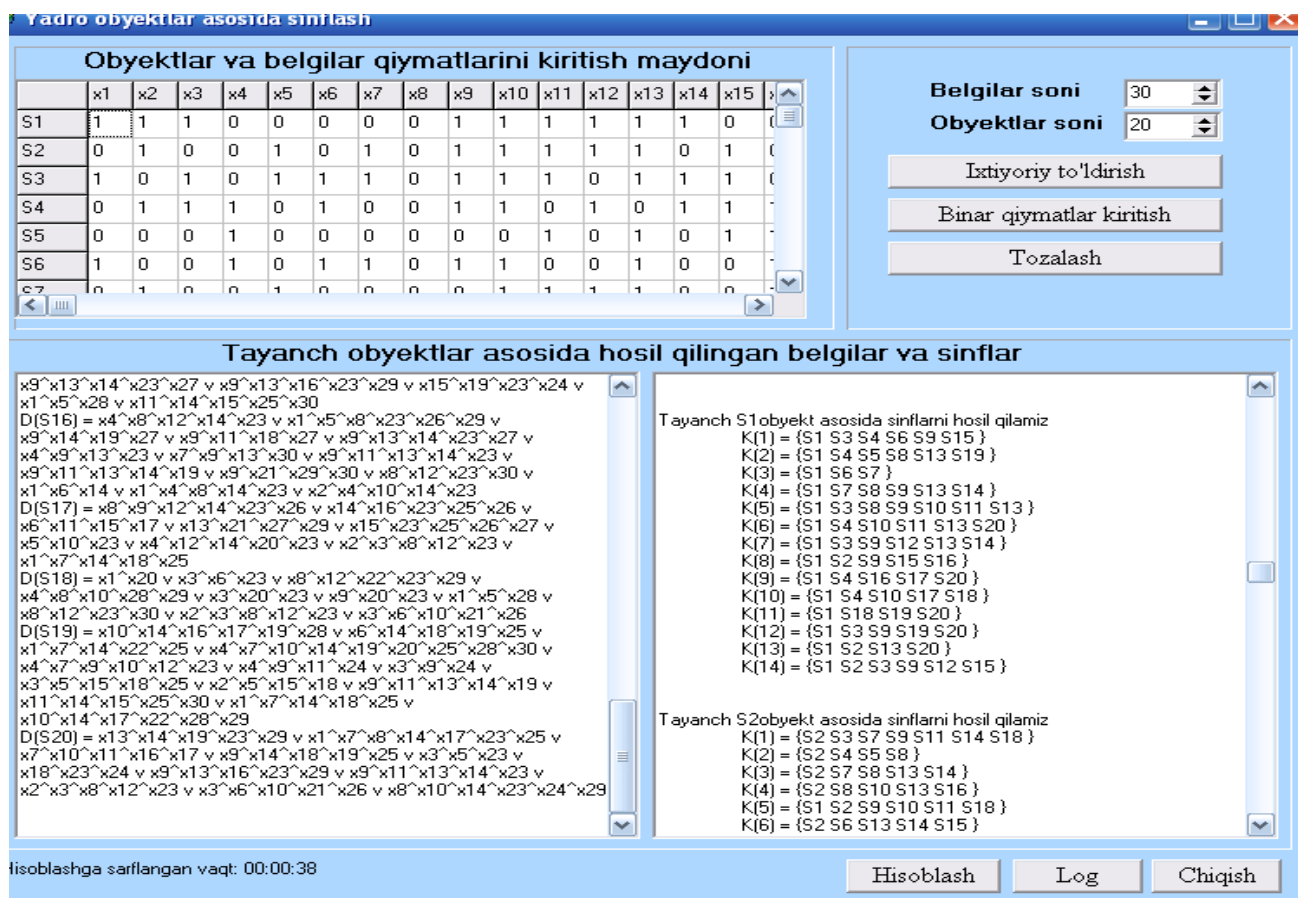 Yadro obyektlar asosida sinflash
Obyektlar va belgilar qiymatlarini kiritish maydoni
x1 x2 x3 x4 x5 x6 x7 x8 x9 x10 x11 x12 x13 x14 x15
S1 1 1 1 0 0 0 0 0 1 1 1 1 1 1 0
S2 0 1 0 0 1 0 1 0 1 1 1 1 1 0 1
S3 1 0 1 0 1 1 1 0 1 1 1 0 1 1 1
S4 0 1 1 1 0 1 0 0 1 1 0 1 0 1 1
S5 0 0 0 1 0 0 0 0 0 0 1 0 1 0 1
S6 1 0 0 1 0 1 1 0 1 1 0 0 1 0 0
S7 0 1 0 0 1 0 0 0 0 1 1 1 1 0 0
Belgilar soni 30
Obyektlar soni 20
Ixtiyoriy to'ldirish
Binar qiymatlar kiritish
Tozalash
Tayanch obyektlar asosida hosil qilingan belgilar va sinflar
x9^x13^x14^x23^x27 v x9^x13^x16^x23^x29 v x15^x19^x23^x24 v
x1^x5^x28 v x11^x14^x15^x25^x30
D(S16) = x4^x8^x12^x14^x23 v x1^x5^x8^x23^x26^x29 v
x9^x14^x19^x27 v x9^x11^x18^x27 v x9^x13^x14^x23^x27 v
x4^x9^x13^x23 v x7^x9^x13^x30 v x9^x11^x13^x14^x23 v
x9^x11^x13^x14^x19 v x9^x21^x29^x30 v x8^x12^x23^x30 v
x1^x6^x14 v x1^x4^x8^x14^x23 v x2^x4^x10^x14^x23
D(S17) = x8^x9^x12^x14^x23^x26 v x14^x16^x23^x25^x26 v
x6^x11^x15^x17 v x13^x21^x27^x29 v x15^x23^x25^x26^x27 v
x5^x10^x23 v x4^x12^x14^x20^x23 v x2^x3^x8^x12^x23 v
x1^x7^x14^x18^x25
D(S18) = x1^x20 v x3^x6^x23 v x8^x12^x22^x23^x29 v
x4^x8^x10^x28^x29 v x3^x20^x23 v x9^x20^x23 v x1^x5^x28 v
x8^x12^x23^x30 v x2^x3^x8^x12^x23 v x3^x6^x10^x21^x26
D(S19) = x10^x14^x16^x17^x19^x28 v x6^x14^x18^x19^x25 v
x1^x7^x14^x22^x25 v x4^x7^x10^x14^x19^x20^x25^x28^x30 v
x4^x7^x9^x10^x12^x23 v x4^x9^x11^x24 v x3^x9^x24 v
x3^x5^x15^x18^x25 v x2^x5^x15^x18 v x9^x11^x13^x14^x19 v
x11^x14^x15^x25^x30 v x1^x7^x14^x18^x25 v
x10^x14^x17^x22^x28^x29
D(S20) = x13^x14^x19^x23^x29 v x1^x7^x8^x14^x17^x23^x25 v
x7^x10^x11^x16^x17 v x9^x14^x18^x19^x25 v x3^x5^x23 v
x18^x23^x24 v x9^x13^x16^x23^x29 v x9^x11^x13^x14^x23 v
x2^x3^x8^x12^x23 v x3^x6^x10^x21^x26 v x8^x10^x14^x23^x24^x29
Tayanch S1obyekt asosida sinflarni hosil qilamiz
K(1) = {S1 S3 S4 S6 S9 S15 }
K(2) = {S1 S4 S5 S8 S13 S19 }
K(3) = {S1 S6 S7 }
K(4) = {S1 S7 S8 S9 S13 S14 }
K(5) = {S1 S3 S8 S9 S10 S11 S13 }
K(6) = {S1 S4 S10 S11 S13 S20 }
K(7) = {S1 S3 S9 S12 S13 S14 }
K(8) = {S1 S2 S9 S15 S16 }
K(9) = {S1 S4 S16 S17 S20 }
K(10) = {S1 S4 S10 S17 S18 }
K(11) = {S1 S18 S19 S20 }
K(12) = {S1 S3 S9 S19 S20 }
K(13) = {S1 S2 S13 S20 }
K(14) = {S1 S2 S3 S9 S12 S15 }
Tayanch S2obyekt asosida sinflarni hosil qilamiz
K(1) = {S2 S3 S7 S9 S11 S14 S18 }
K(2) = {S2 S4 S5 S8 }
K(3) = {S2 S7 S8 S13 S14 }
K(4) = {S2 S8 S10 S13 S16 }
K(5) = {S1 S2 S9 S10 S11 S18 }
K(6) = {S2 S6 S13 S14 S15 }
Hisoblashga sarflangan vaqt: 00:00:38
Hisoblash
Log
Chiqish